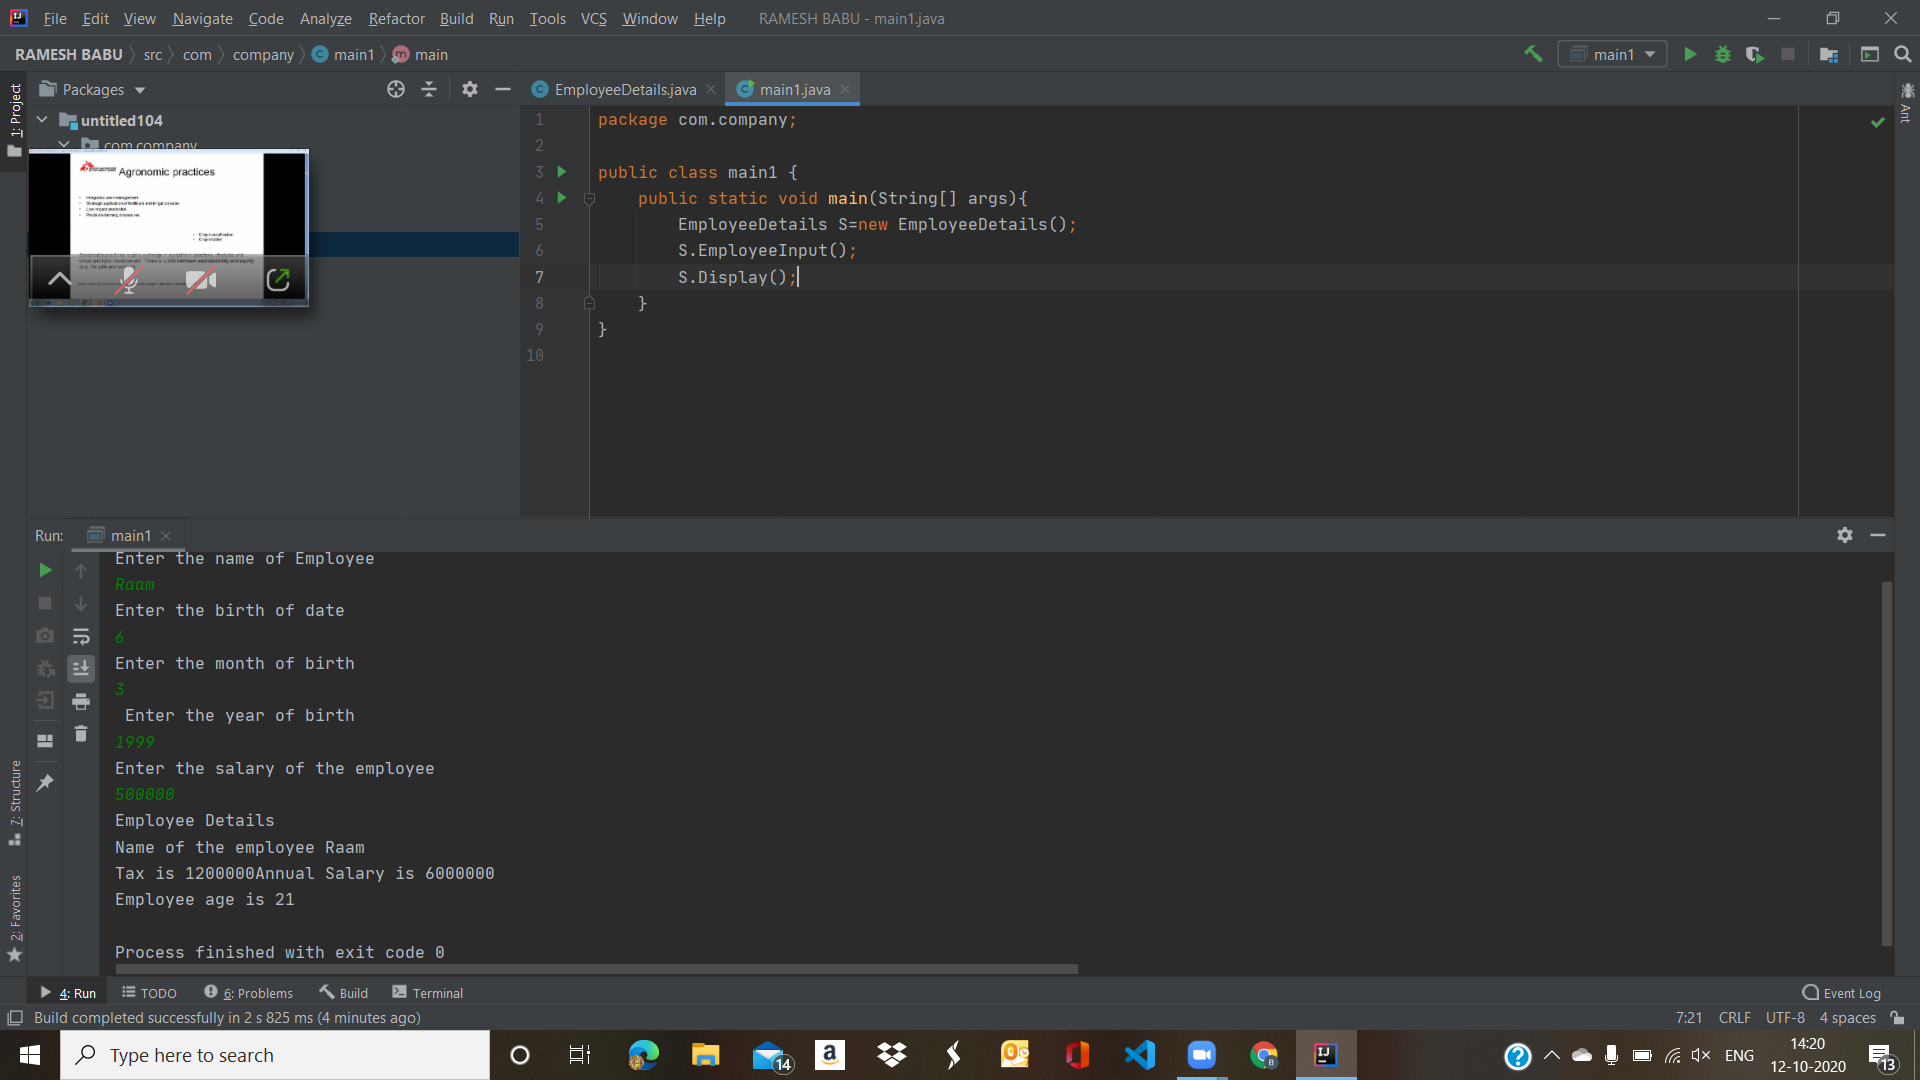 File Edit View Navigate Code Analyze Refactor Build Run Tools VCS Window Help RAMESH BABU - main1.java
RAMESH BABU src com company main1 main
main1
1: Project
Packages
EmployeeDetails.java
main1.java
Ant
untitled104
com.company
Agronomic practices
1 package com.company;
2
3 public class main1 {
4 public static void main(String[] args){
5 EmployeeDetails S=new EmployeeDetails();
6 S.EmployeeInput();
7 S.Display();
8 }
9 }
10
Run: main1
Enter the name of Employee
Raam
Enter the birth of date
6
Enter the month of birth
3
Enter the year of birth
1999
Enter the salary of the employee
500000
Employee Details
Name of the employee Raam
Tax is 1200000Annual Salary is 6000000
Employee age is 21
Process finished with exit code 0
7: Structure
2: Favorites
4: Run TODO 6: Problems Build Terminal Event Log
Build completed successfully in 2 s 825 ms (4 minutes ago) 7:21 CRLF UTF-8 4 spaces
Type here to search
14
ENG
14:20
12-10-2020
13